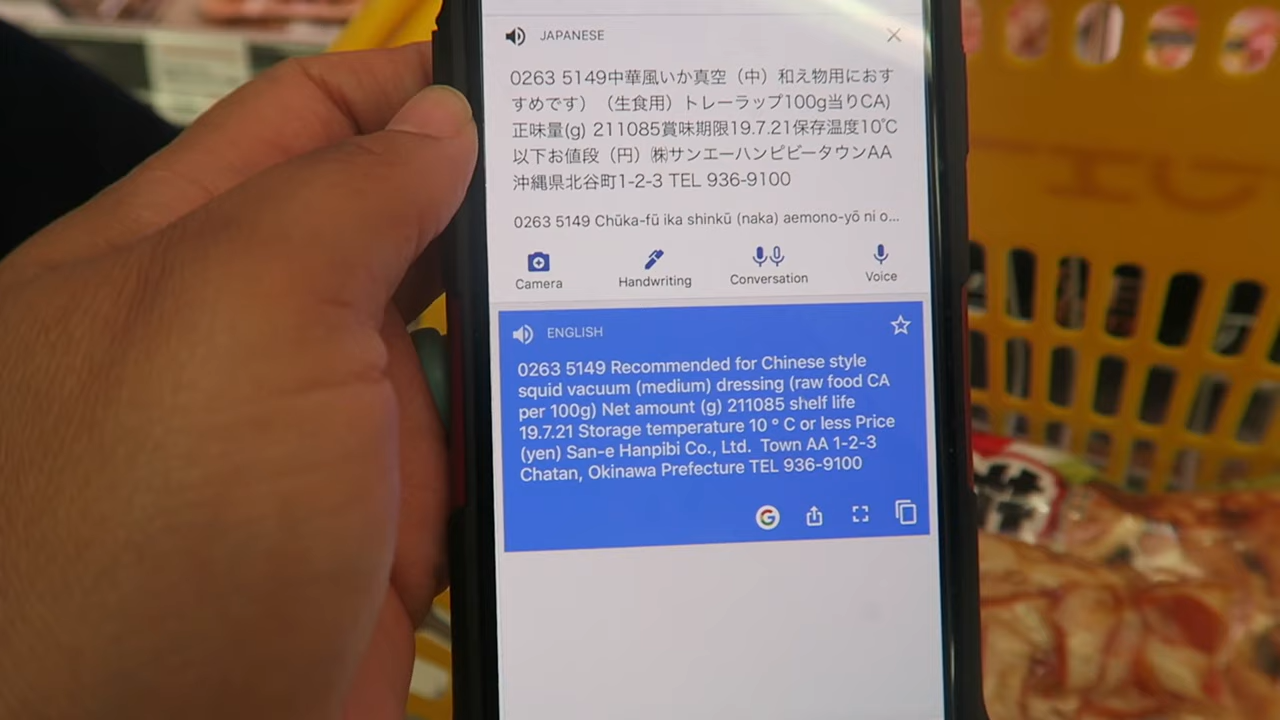 JAPANESE
0263 5149中華風いか真空（中）和え物用におす
すめです）（生食用）トレーラップ100g当りCA)
正味量(g) 211085賞味期限19.7.21保存温度10℃
以下お値段（円）㈱サンエーハンピビータウンAA
沖縄県北谷町1-2-3 TEL 936-9100
0263 5149 Chūka-fū ika shinkū (naka) aemono-yō ni o...
Camera
Handwriting
Conversation
Voice
ENGLISH
0263 5149 Recommended for Chinese style
squid vacuum (medium) dressing (raw food CA
per 100g) Net amount (g) 211085 shelf life
19.7.21 Storage temperature 10 ° C or less Price
(yen) San-e Hanpibi Co., Ltd. Town AA 1-2-3
Chatan, Okinawa Prefecture TEL 936-9100
G